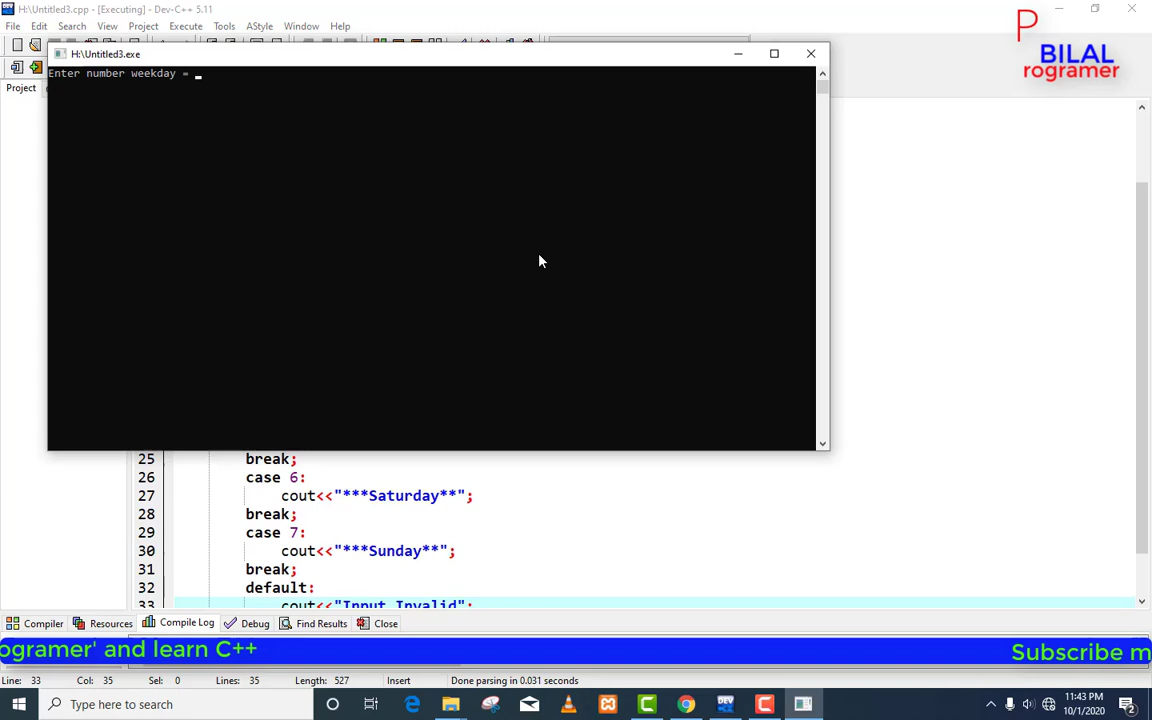 H:\Untitled3.cpp - [Executing] - Dev-C++ 5.11
File Edit Search View Project Execute Tools AStyle Window Help
P
BILAL
rogramer
H:\Untitled3.exe
Enter number weekday =
Project
25 break;
26 case 6:
27 cout<<"***Saturday**";
28 break;
29 case 7:
30 cout<<"***Sunday**";
31 break;
32 default:
33 cout<<"Input Invalid";
Compiler Resources Compile Log Debug Find Results Close
ogramer' and learn C++ Subscribe m
Line: 33 Col: 35 Sel: 0 Lines: 35 Length: 527 Insert Done parsing in 0.031 seconds
Type here to search
DEV
11:43 PM
10/1/2020
2